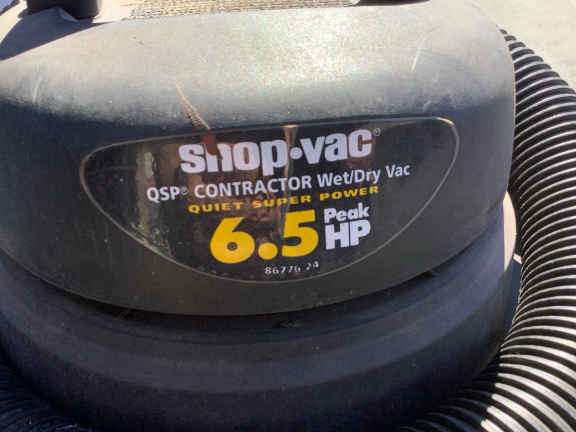 shop·vac®
QSP® CONTRACTOR Wet/Dry Vac
QUIET SUPER POWER
6.5 Peak HP